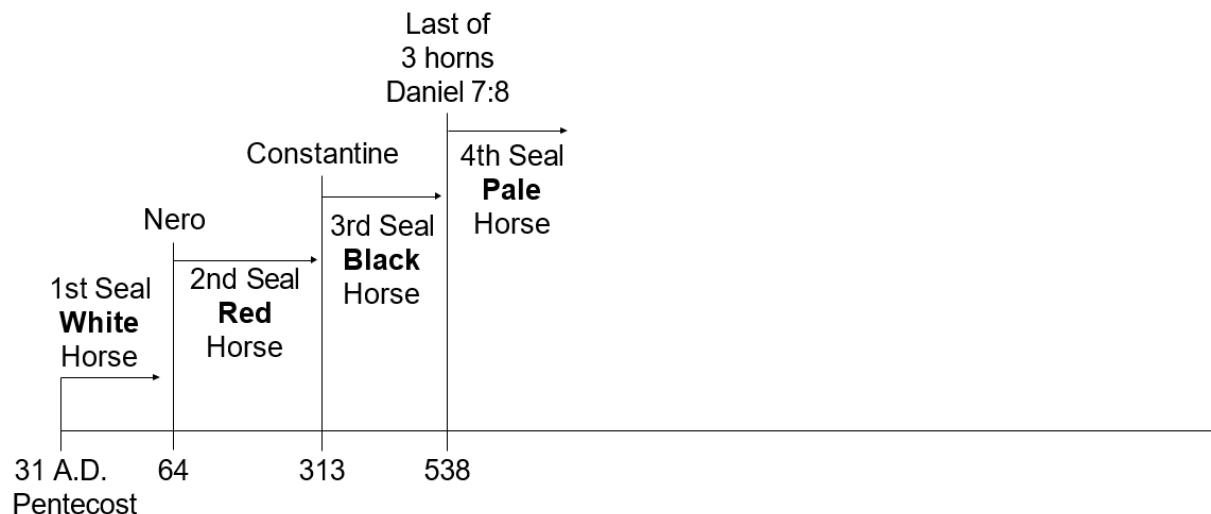 Last of
3 horns
Daniel 7:8
Constantine
4th Seal
Pale
Horse
Nero
3rd Seal
Black
Horse
1st Seal
White
Horse
2nd Seal
Red
Horse
31 A.D.
Pentecost
64
313
538